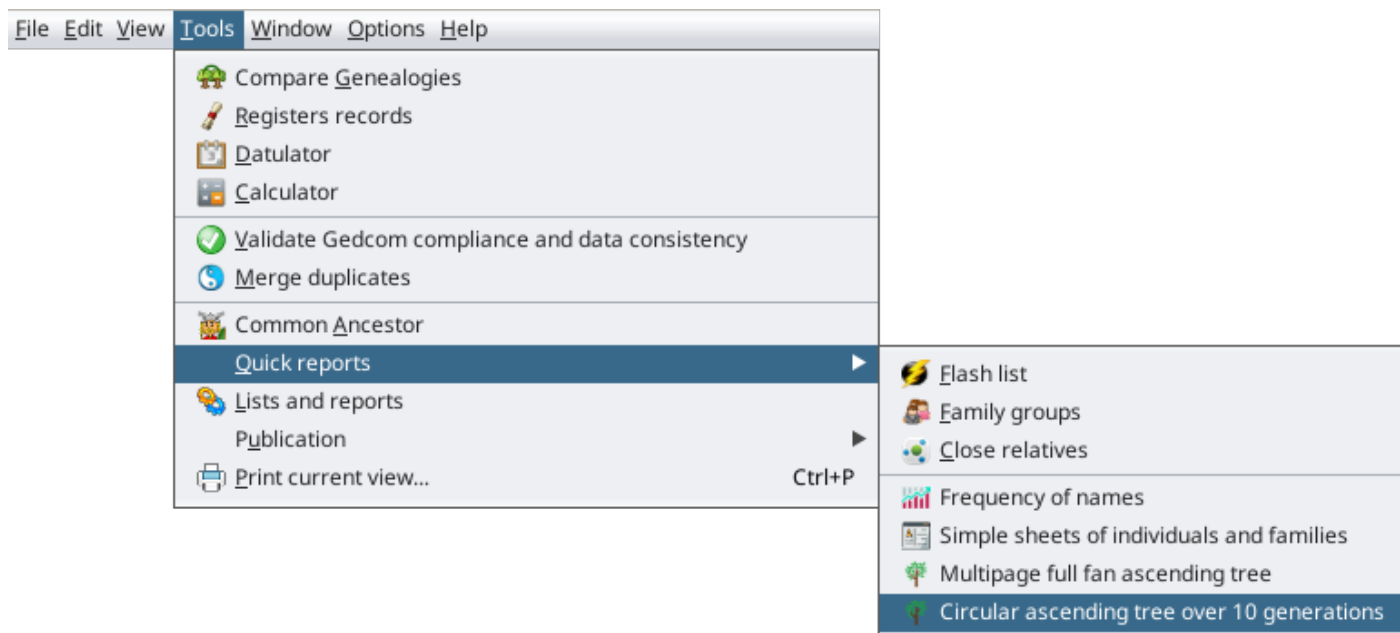 File Edit View Tools Window Options Help
Compare Genealogies
Registers records
Datulator
Calculator
Validate Gedcom compliance and data consistency
Merge duplicates
Common Ancestor
Quick reports
Lists and reports
Publication
Print current view... Ctrl+P
Flash list
Family groups
Close relatives
Frequency of names
Simple sheets of individuals and families
Multipage full fan ascending tree
Circular ascending tree over 10 generations